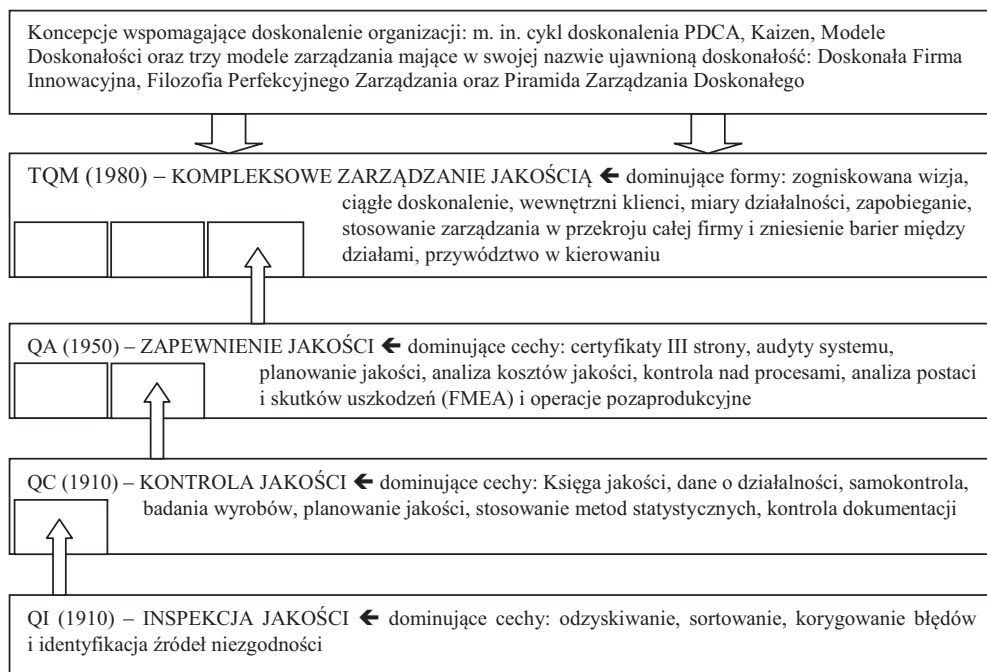 Koncepcje wspomagające doskonalenie organizacji: m. in. cykl doskonalenia PDCA, Kaizen, Modele
Doskonałości oraz trzy modele zarządzania mające w swojej nazwie ujawnioną doskonałość: Doskonała Firma
Innowacyjna, Filozofia Perfekcyjnego Zarządzania oraz Piramida Zarządzania Doskonałego
TQM (1980) – KOMPLEKSOWE ZARZĄDZANIE JAKOŚCIĄ 🡸 dominujące formy: zogniskowana wizja,
ciągłe doskonalenie, wewnętrzni klienci, miary działalności, zapobieganie,
stosowanie zarządzania w przekroju całej firmy i zniesienie barier między
działami, przywództwo w kierowaniu
QA (1950) – ZAPEWNIENIE JAKOŚCI 🡸 dominujące cechy: certyfikaty III strony, audyty systemu,
planowanie jakości, analiza kosztów jakości, kontrola nad procesami, analiza postaci
i skutków uszkodzeń (FMEA) i operacje pozaprodukcyjne
QC (1910) – KONTROLA JAKOŚCI 🡸 dominujące cechy: Księga jakości, dane o działalności, samokontrola,
badania wyrobów, planowanie jakości, stosowanie metod statystycznych, kontrola dokumentacji
QI (1910) – INSPEKCJA JAKOŚCI 🡸 dominujące cechy: odzyskiwanie, sortowanie, korygowanie błędów
i identyfikacja źródeł niezgodności